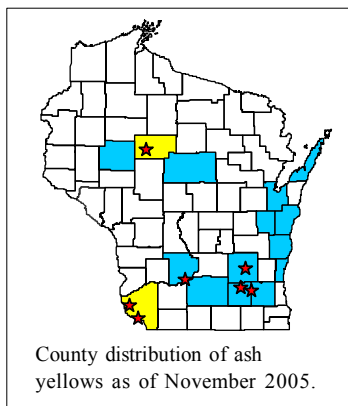 County distribution of ash
yellows as of November 2005.